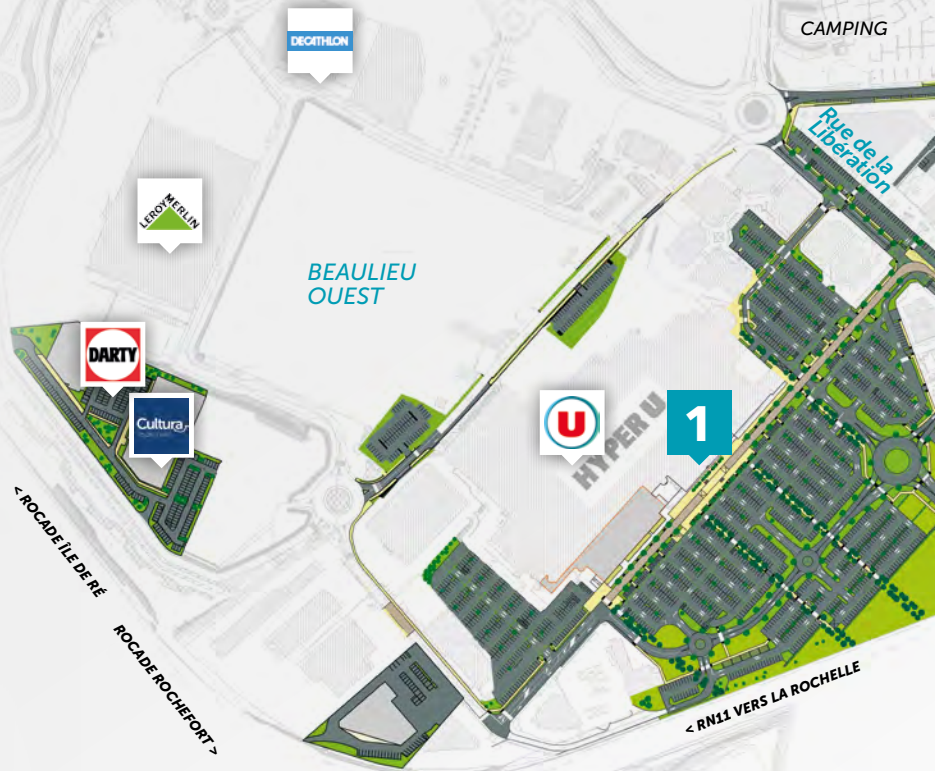 CAMPING
DECATHLON
Rue de la
Libération
LEROY MERLIN
BEAULIEU
OUEST
DARTY
Cultura
U
HYPER U
1
< ROCADE ÎLE DE RÉ
ROCADE ROCHEFORT >
< RN11 VERS LA ROCHELLE